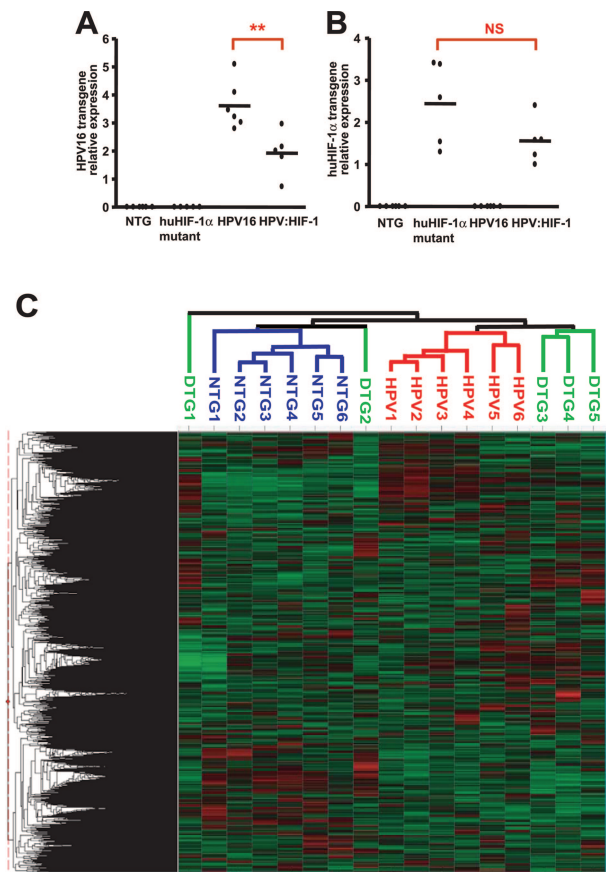 A
B
**
NS
HPV16 transgene
relative expression
6
5
4
3
2
1
0
NTG
huHIF-1α
mutant
HPV16
HPV:HIF-1
huHIF-1α transgene
relative expression
4
3
2
1
0
NTG
huHIF-1α
mutant
HPV16
HPV:HIF-1
C
DTG1
NTG1
NTG2
NTG3
NTG4
NTG5
NTG6
DTG2
HPV1
HPV2
HPV3
HPV4
HPV5
HPV6
DTG3
DTG4
DTG5